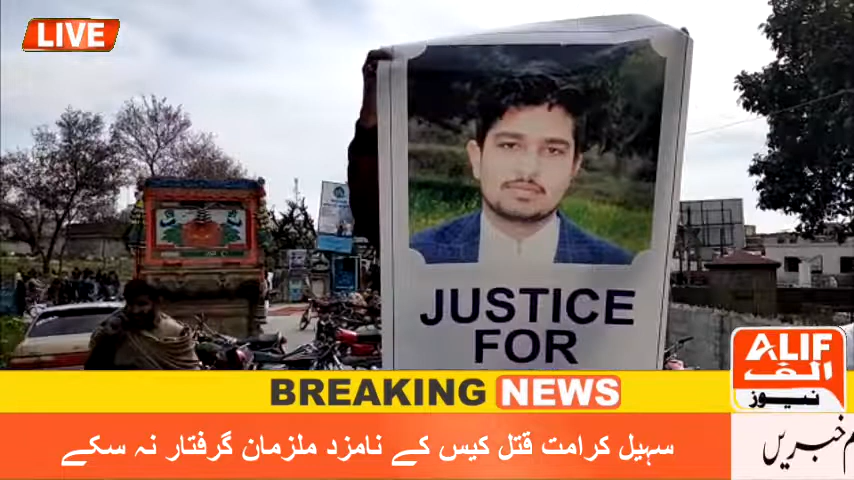 LIVE
JUSTICE
FOR
BREAKING NEWS
ALIF
الف
نیوز
سہیل کرامت قتل کیس کے نامزد ملزمان گرفتار نہ سکے
خبریں